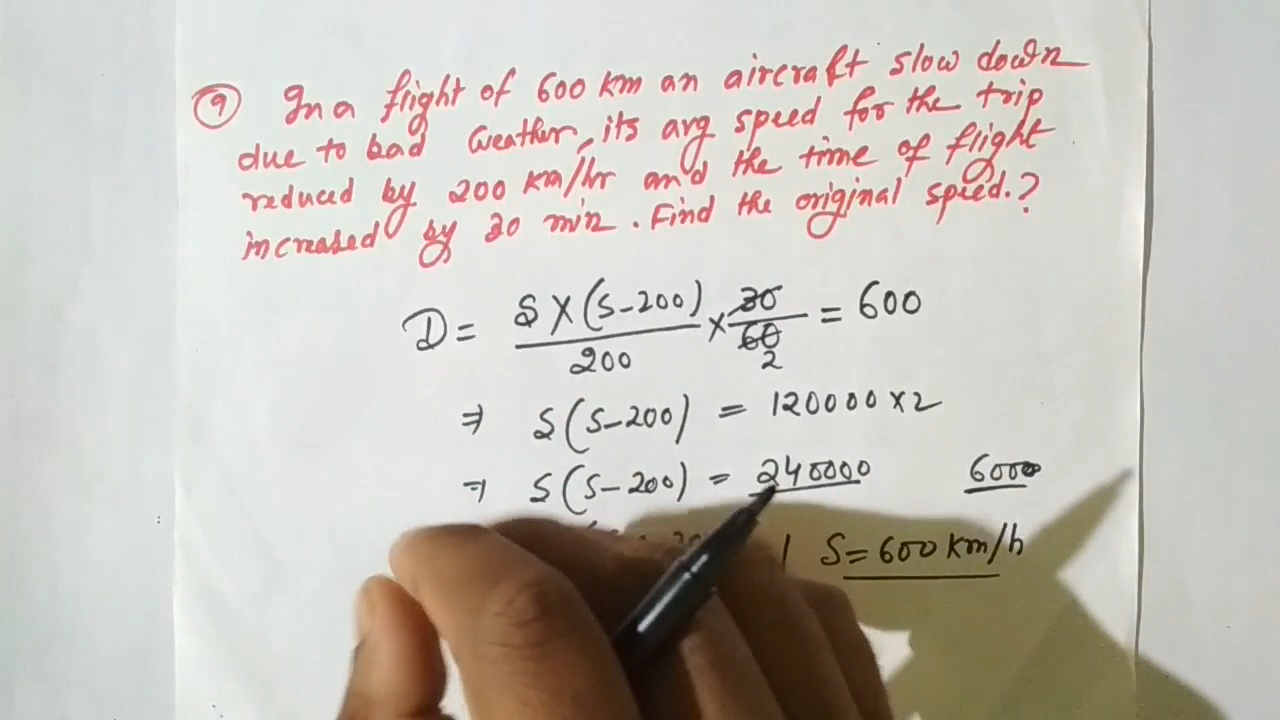 9 In a flight of 600 km an aircraft slow down
due to bad weather, its avg speed for the trip
reduced by 200 km/hr and the time of flight
increased by 30 min. Find the original speed.?
D = S × (S-200) / 200 × 30 / 60 2 = 600
⇒ S(S-200) = 120000 × 2
⇒ S(S-200) = 240000 6000
S = 600 km/h